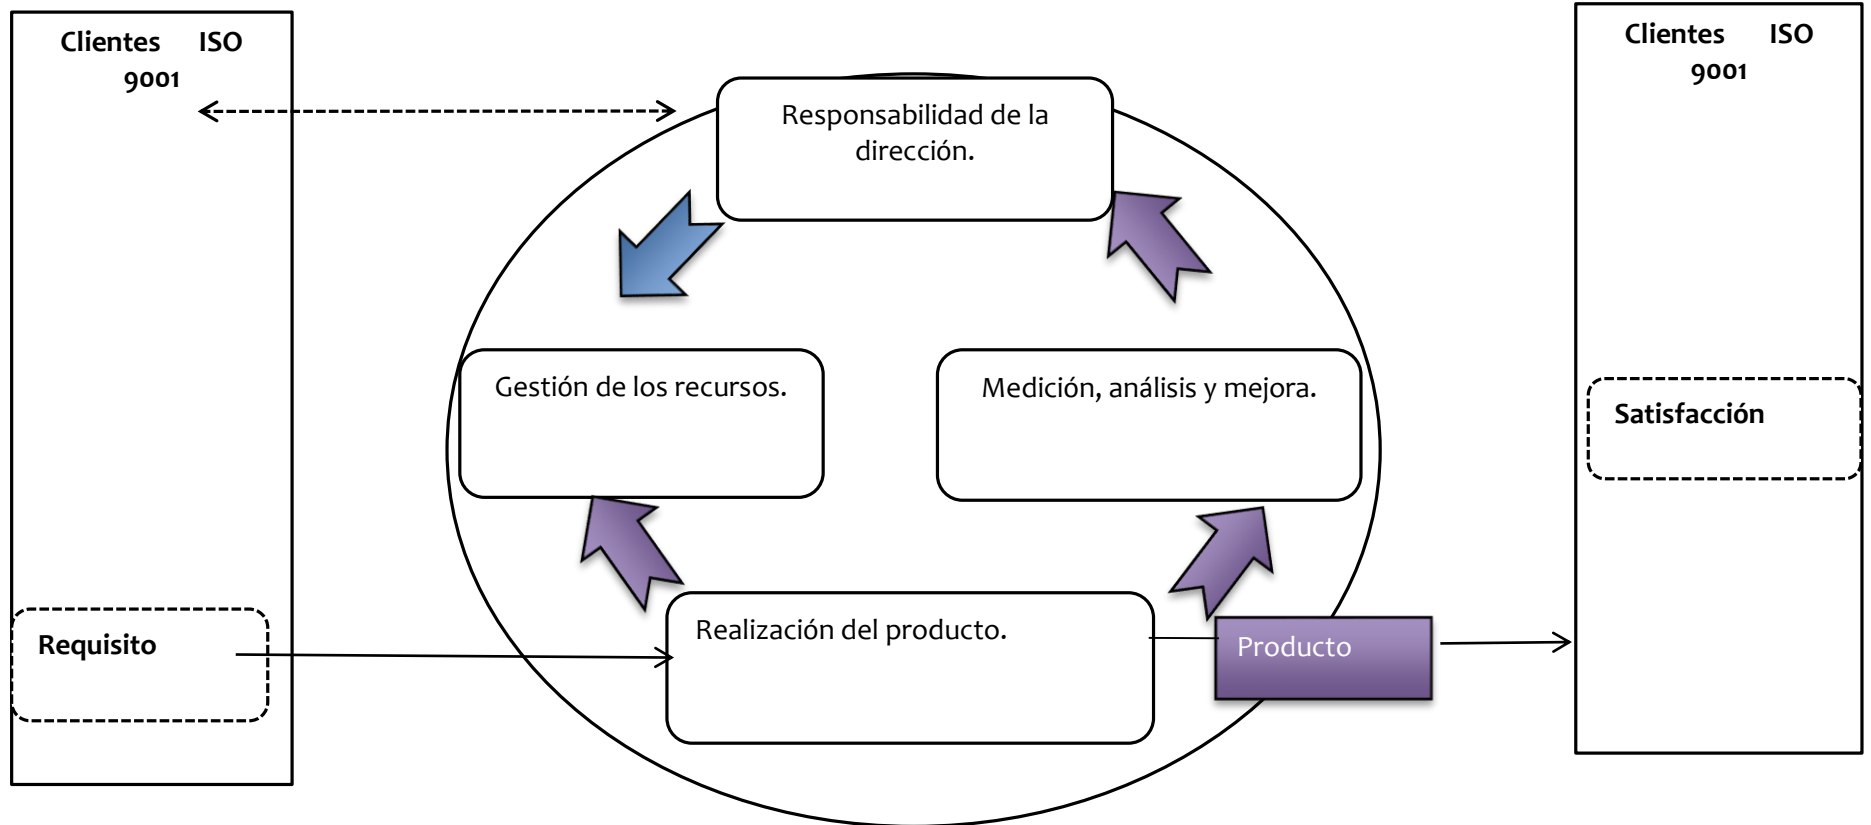 Clientes ISO
9001
Responsabilidad de la
dirección.
Clientes ISO
9001
Gestión de los recursos.
Medición, análisis y mejora.
Satisfacción
Requisito
Realización del producto.
Producto